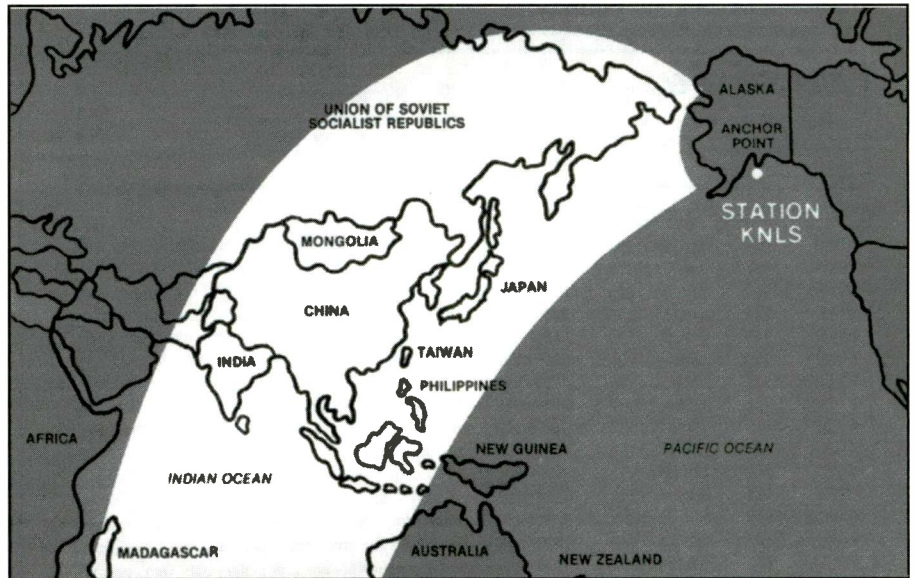 ALASKA
UNION OF SOVIET
SOCIALIST REPUBLICS
ANCHOR
POINT
STATION
KNLS
MONGOLIA
JAPAN
CHINA
TAIWAN
INDIA
PHILIPPINES
AFRICA
NEW GUINEA
PACIFIC OCEAN
INDIAN OCEAN
MADAGASCAR
AUSTRALIA
NEW ZEALAND